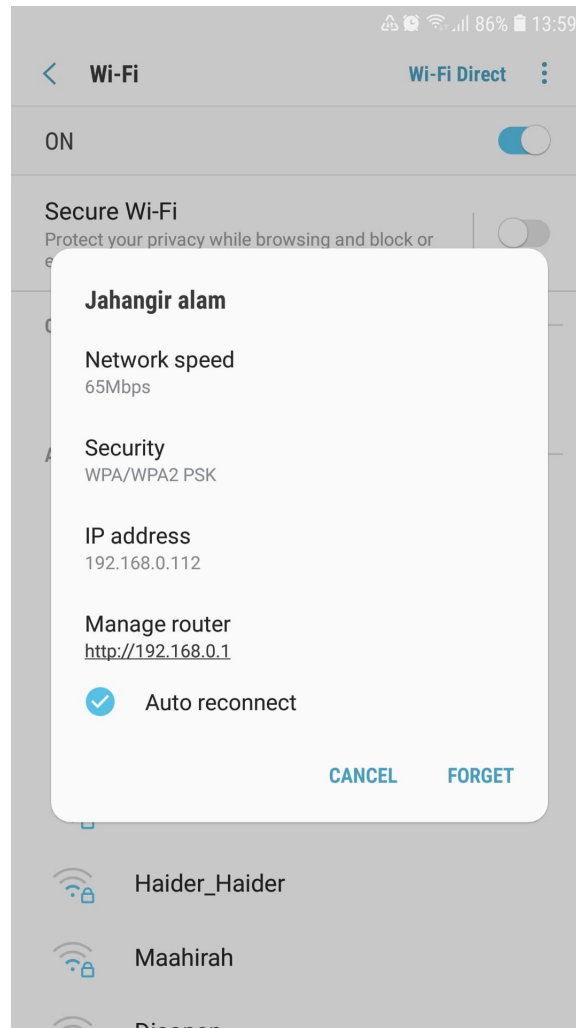 86% 13:59
Wi-Fi Wi-Fi Direct
ON
Secure Wi-Fi
Protect your privacy while browsing and block or
Jahangir alam
Network speed
65Mbps
Security
WPA/WPA2 PSK
IP address
192.168.0.112
Manage router
http://192.168.0.1
Auto reconnect
CANCEL FORGET
Haider_Haider
Maahirah